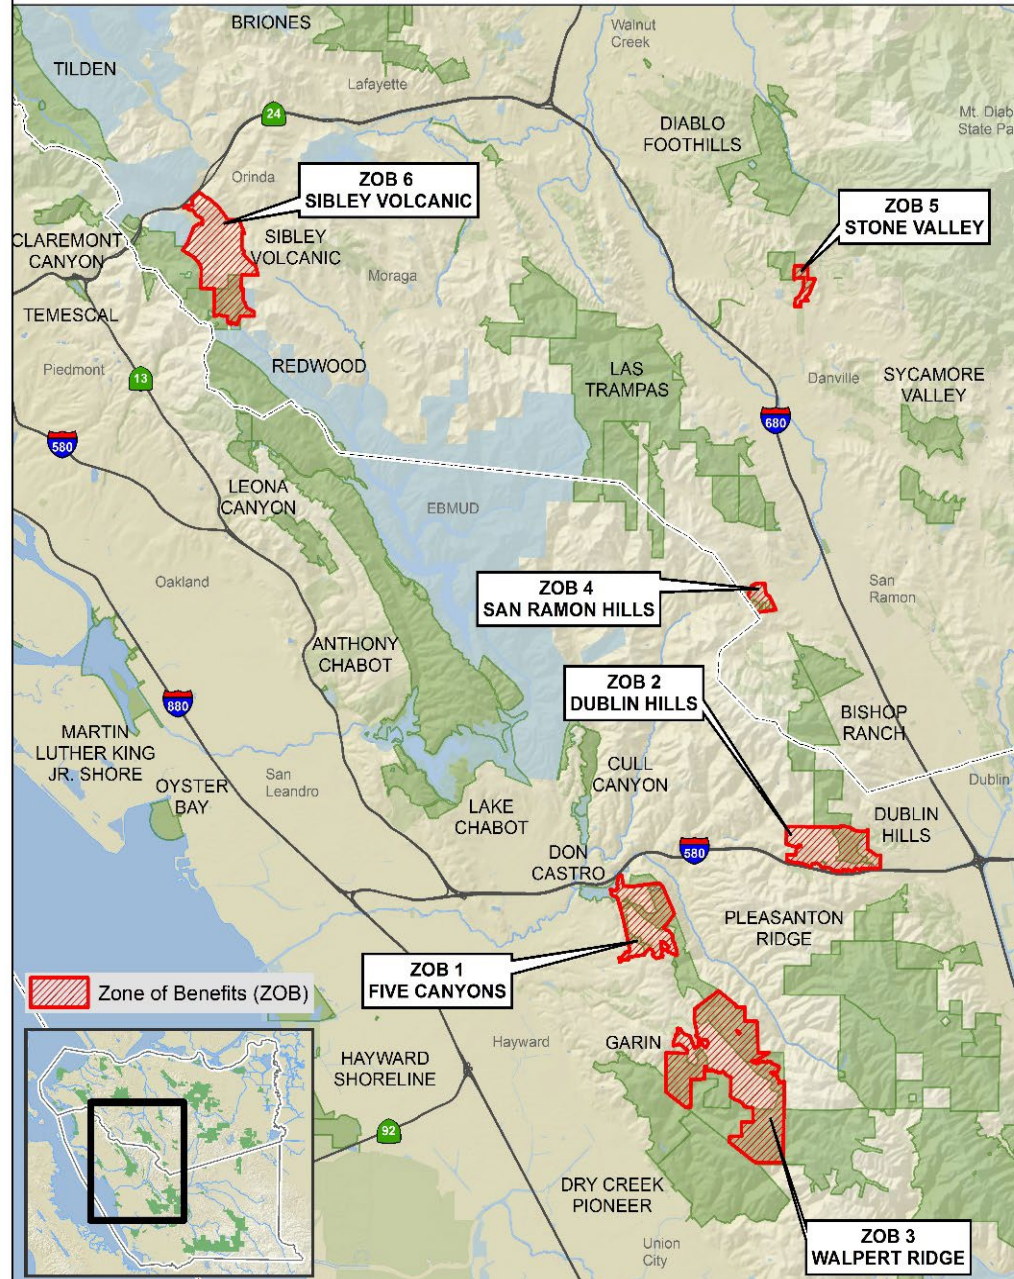 BRIONES
Walnut
Creek
TILDEN
Lafayette
24
DIABLO
FOOTHILLS
Mt. Diab
State Pa
Orinda
ZOB 6
SIBLEY VOLCANIC
ZOB 5
STONE VALLEY
CLAREMONT
CANYON
SIBLEY
VOLCANIC
Moraga
TEMESCAL
REDWOOD
Piedmont
13
LAS
TRAMPAS
Danville
SYCAMORE
VALLEY
680
580
LEONA
CANYON
EBMUD
Oakland
ZOB 4
SAN RAMON HILLS
San
Ramon
ANTHONY
CHABOT
ZOB 2
DUBLIN HILLS
880
BISHOP
RANCH
MARTIN
LUTHER KING
JR. SHORE
OYSTER
BAY
San
Leandro
CULL
CANYON
Dublin
LAKE
CHABOT
DUBLIN
HILLS
DON
CASTRO
580
PLEASANTON
RIDGE
ZOB 1
FIVE CANYONS
Zone of Benefits (ZOB)
HAYWARD
SHORELINE
Hayward
GARIN
92
DRY CREEK
PIONEER
Union
City
ZOB 3
WALPERT RIDGE